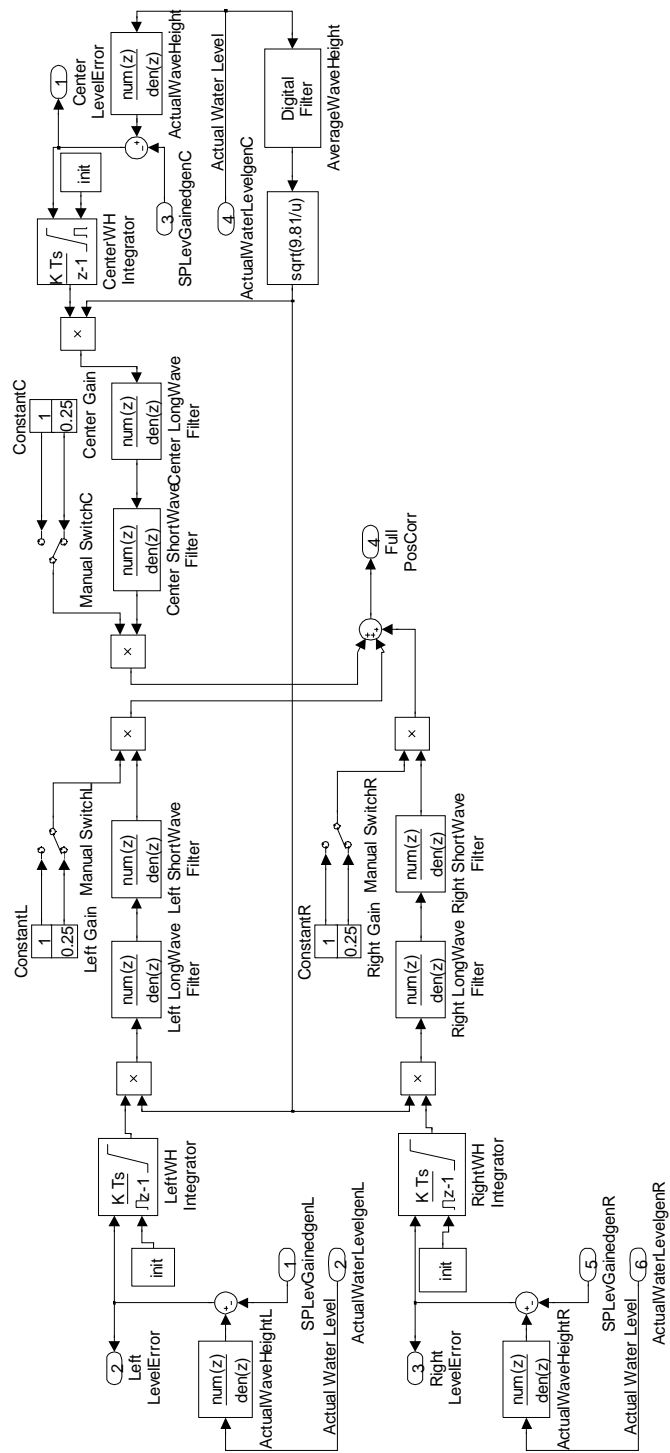 1
Center
LevelError
init
K Ts
z-1
CenterWH
Integrator
num(z)
den(z)
ActualWaveHeight
-
+
3
SPLevGainedgenC
Actual Water Level
4
ActualWaterLevelgenC
Digital
Filter
AverageWaveHeight
sqrt(9.81/u)
×
ConstantC
1
0.25
Center Gain
Manual SwitchC
num(z)
den(z)
Center LongWave
Filter
num(z)
den(z)
Center ShortWave
Filter
×
4
Full
PosCorr
+
+
+
ConstantL
1
0.25
Left Gain
Manual SwitchL
×
num(z)
den(z)
Left ShortWave
Filter
num(z)
den(z)
Left LongWave
Filter
×
K Ts
z-1
LeftWH
Integrator
init
2
Left
LevelError
+
-
num(z)
den(z)
ActualWaveHeightL
1
SPLevGainedgenL
Actual Water Level
2
ActualWaterLevelgenL
ConstantR
1
0.25
Right Gain
Manual SwitchR
×
num(z)
den(z)
Right ShortWave
Filter
num(z)
den(z)
Right LongWave
Filter
×
K Ts
z-1
RightWH
Integrator
init
3
Right
LevelError
+
-
num(z)
den(z)
ActualWaveHeightR
5
SPLevGainedgenR
Actual Water Level
6
ActualWaterLevelgenR